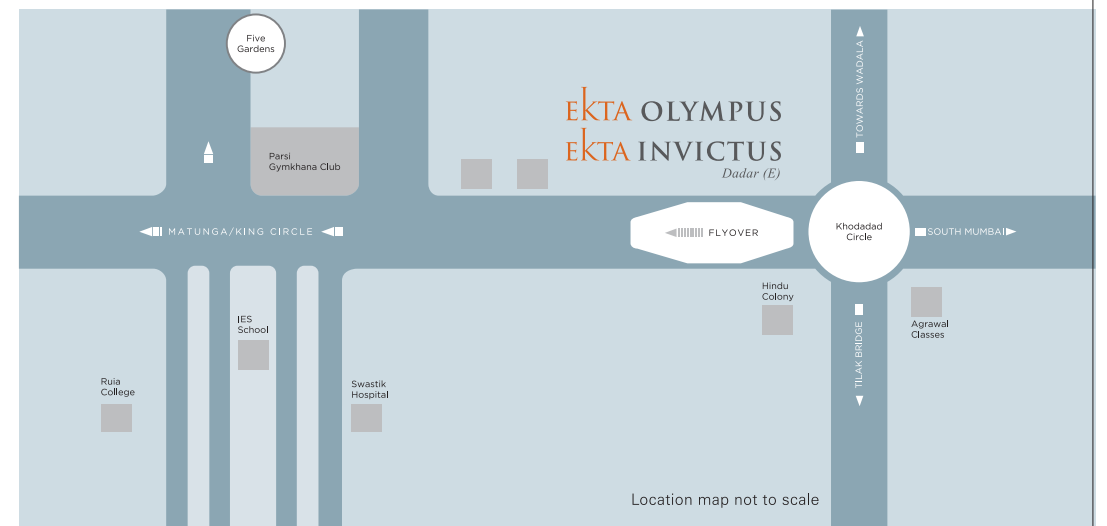 Five
Gardens
TOWARDS WADALA
EKTA OLYMPUS
EKTA INVICTUS
Dadar (E)
Parsi
Gymkhana Club
MATUNGA/KING CIRCLE
FLYOVER
Khodadad
Circle
SOUTH MUMBAI
Hindu
Colony
IES
School
Agrawal
Classes
TILAK BRIDGE
Ruia
College
Swastik
Hospital
Location map not to scale